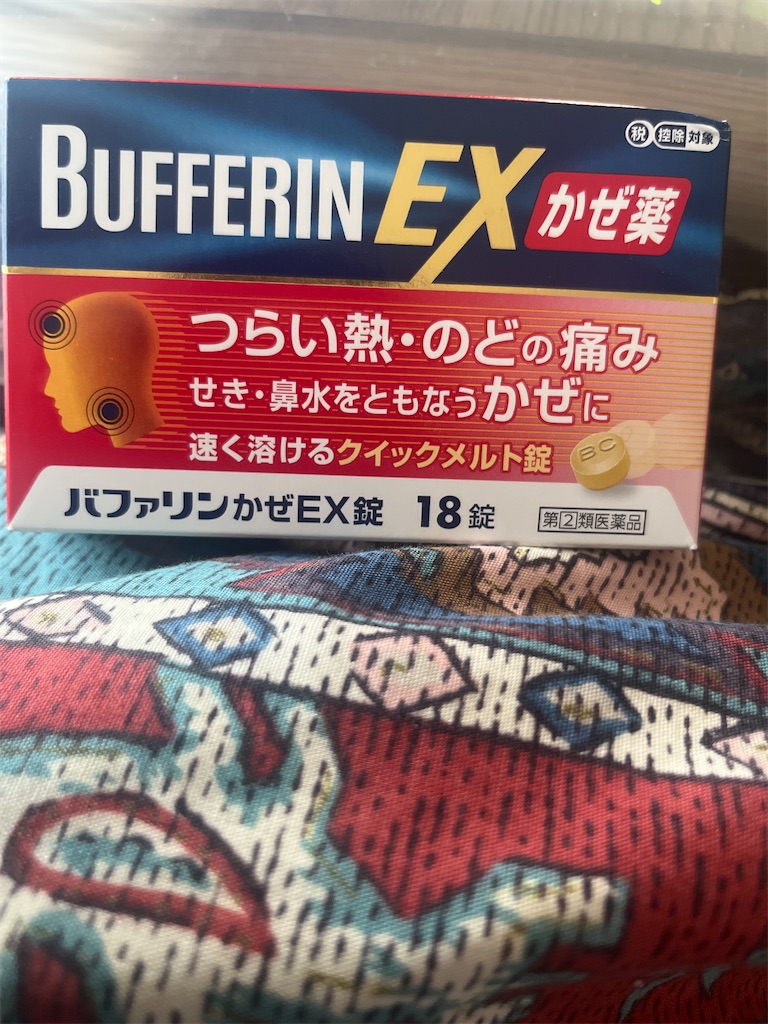 税 控除 対象
BUFFERIN EX かぜ薬
つらい熱・のどの痛み
せき・鼻水をともなうかぜに
速く溶けるクイックメルト錠
BC
バファリンかぜEX錠 18錠 第②類医薬品